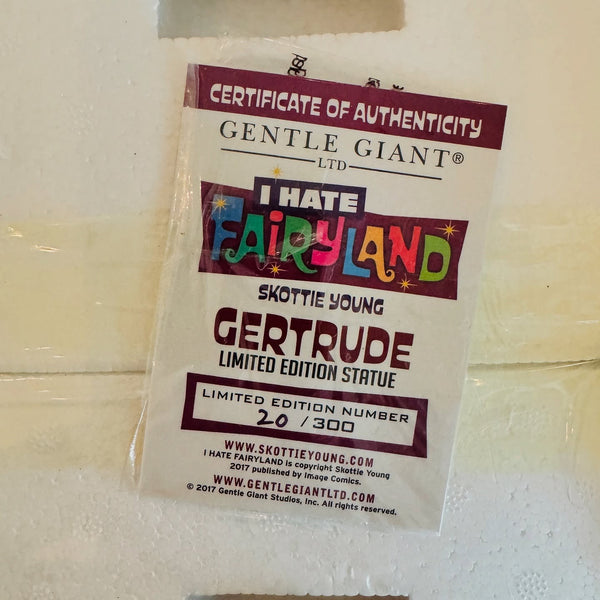 CERTIFICATE OF AUTHENTICITY
GENTLE GIANT®
LTD
I HATE
FAiRyLAND
SKOTTIE YOUNG
GERTRUDE
LIMITED EDITION STATUE
LIMITED EDITION NUMBER
20 / 300
WWW.SKOTTIEYOUNG.COM
I HATE FAIRYLAND is copyright Skottie Young
2017 published by Image Comics.
WWW.GENTLEGIANTLTD.COM
© 2017 Gentle Giant Studios, Inc. All rights reserved.